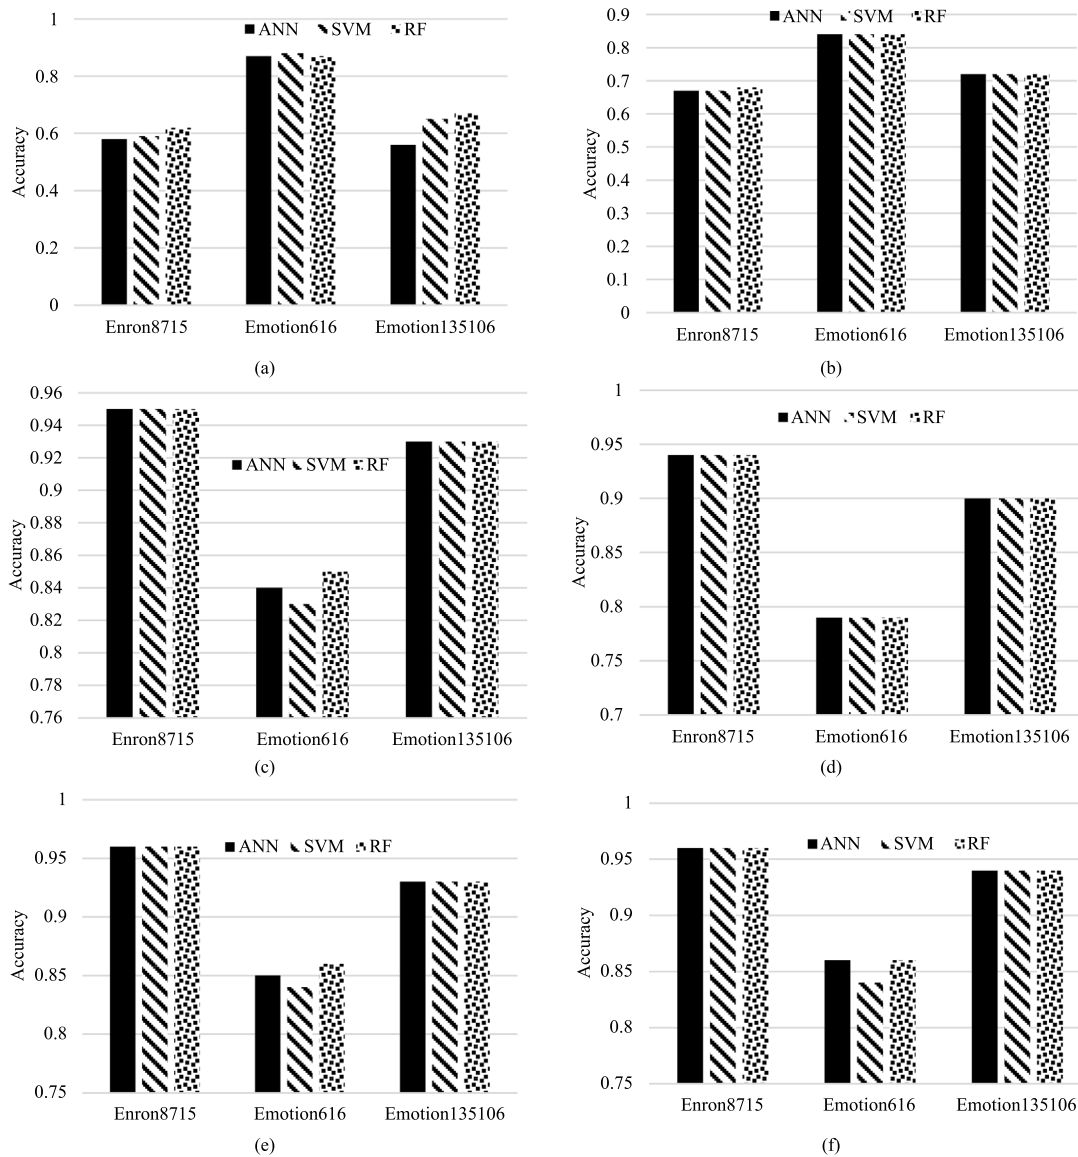 1
ANN SVM RF
0.8
0.6
0.4
0.2
0
Accuracy
Enron8715 Emotion616 Emotion135106
(a)
0.9
ANN SVM RF
0.8
0.7
0.6
0.5
0.4
0.3
0.2
0.1
0
Accuracy
Enron8715 Emotion616 Emotion135106
(b)
0.96
0.94
0.92
ANN SVM RF
0.9
0.88
0.86
0.84
0.82
0.8
0.78
0.76
Accuracy
Enron8715 Emotion616 Emotion135106
(c)
1
ANN SVM RF
0.95
0.9
0.85
0.8
0.75
0.7
Accuracy
Enron8715 Emotion616 Emotion135106
(d)
1
ANN SVM RF
0.95
0.9
0.85
0.8
0.75
Accuracy
Enron8715 Emotion616 Emotion135106
(e)
1
ANN SVM RF
0.95
0.9
0.85
0.8
0.75
Accuracy
Enron8715 Emotion616 Emotion135106
(f)